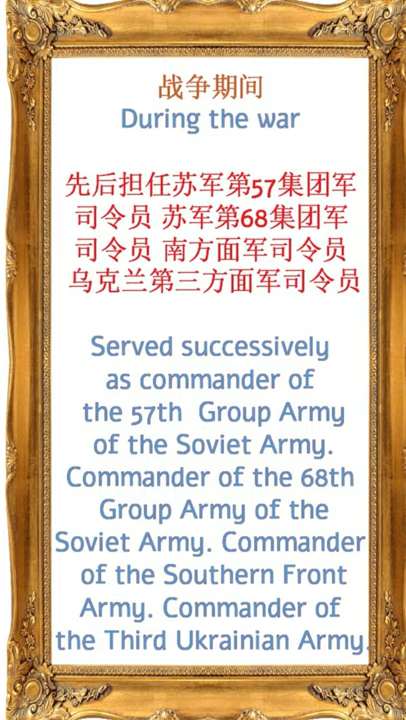 战争期间
During the war
先后担任苏军第57集团军
司令员 苏军第68集团军
司令员 南方面军司令员
乌克兰第三方面军司令员
Served successively
as commander of
the 57th Group Army
of the Soviet Army.
Commander of the 68th
Group Army of the
Soviet Army. Commander
of the Southern Front
Army. Commander of
the Third Ukrainian Army.